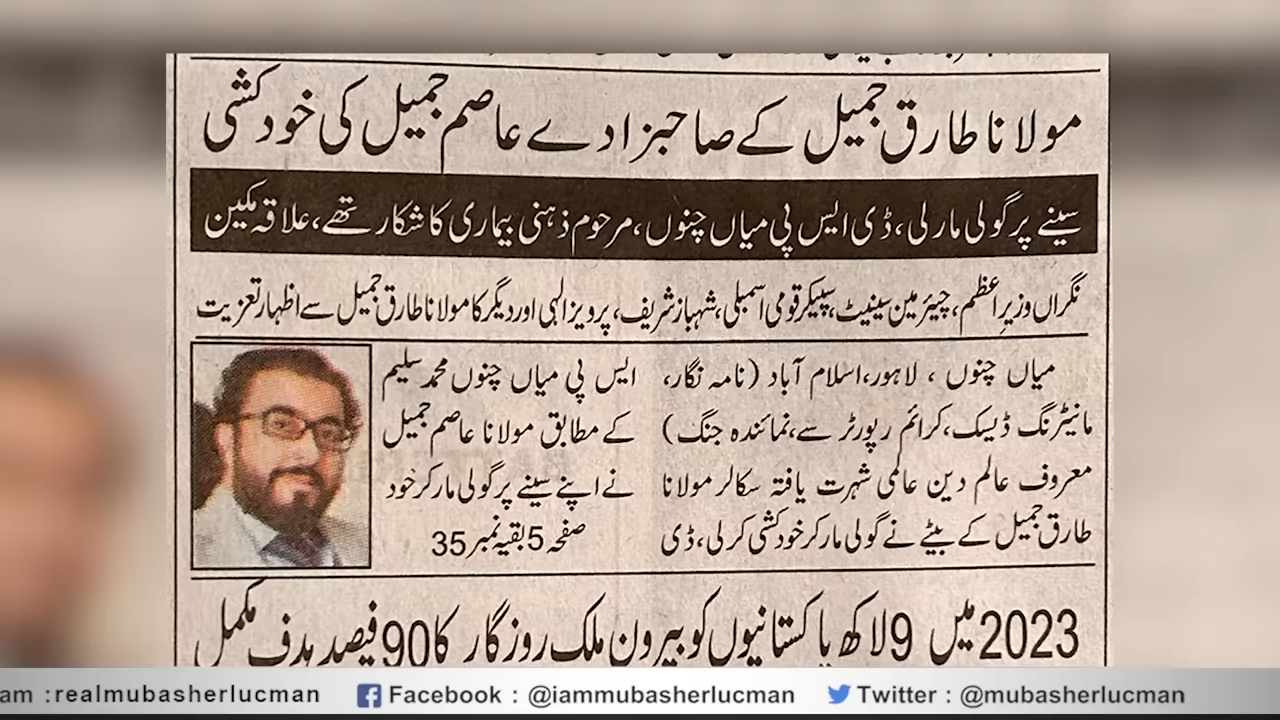 مولانا طارق جمیل کے صاحبزادے عاصم جمیل کی خودکشی
سینے پر گولی مار لی، ڈی ایس پی میاں چنوں، مرحوم ذہنی بیماری کا شکار تھے، علاقہ مکین
نگراں وزیراعظم، چیئرمین سینیٹ، سپیکر قومی اسمبلی، شہباز شریف، پرویز الہی اور دیگر کا مولانا طارق جمیل سے اظہار تعزیت
میاں چنوں ، لاہور، اسلام آباد (نامہ نگار،
مانیٹرنگ ڈیسک، کرائم رپورٹر سے، نمائندہ جنگ)
معروف عالم دین عالمی شہرت یافتہ سکالر مولانا
طارق جمیل کے بیٹے نے گولی مار کر خودکشی کر لی، ڈی
ایس پی میاں چنوں محمد سلیم
کے مطابق مولانا عاصم جمیل
نے اپنے سینے پر گولی مار کر خود
صفحہ 5 بقیہ نمبر 35
2023 میں 9 لاکھ پاکستانیوں کو بیرون ملک روزگار کا 90 فیصد ہدف مکمل
am :realmubasherlucman Facebook : @iammubasherlucman Twitter : @mubasherlucman